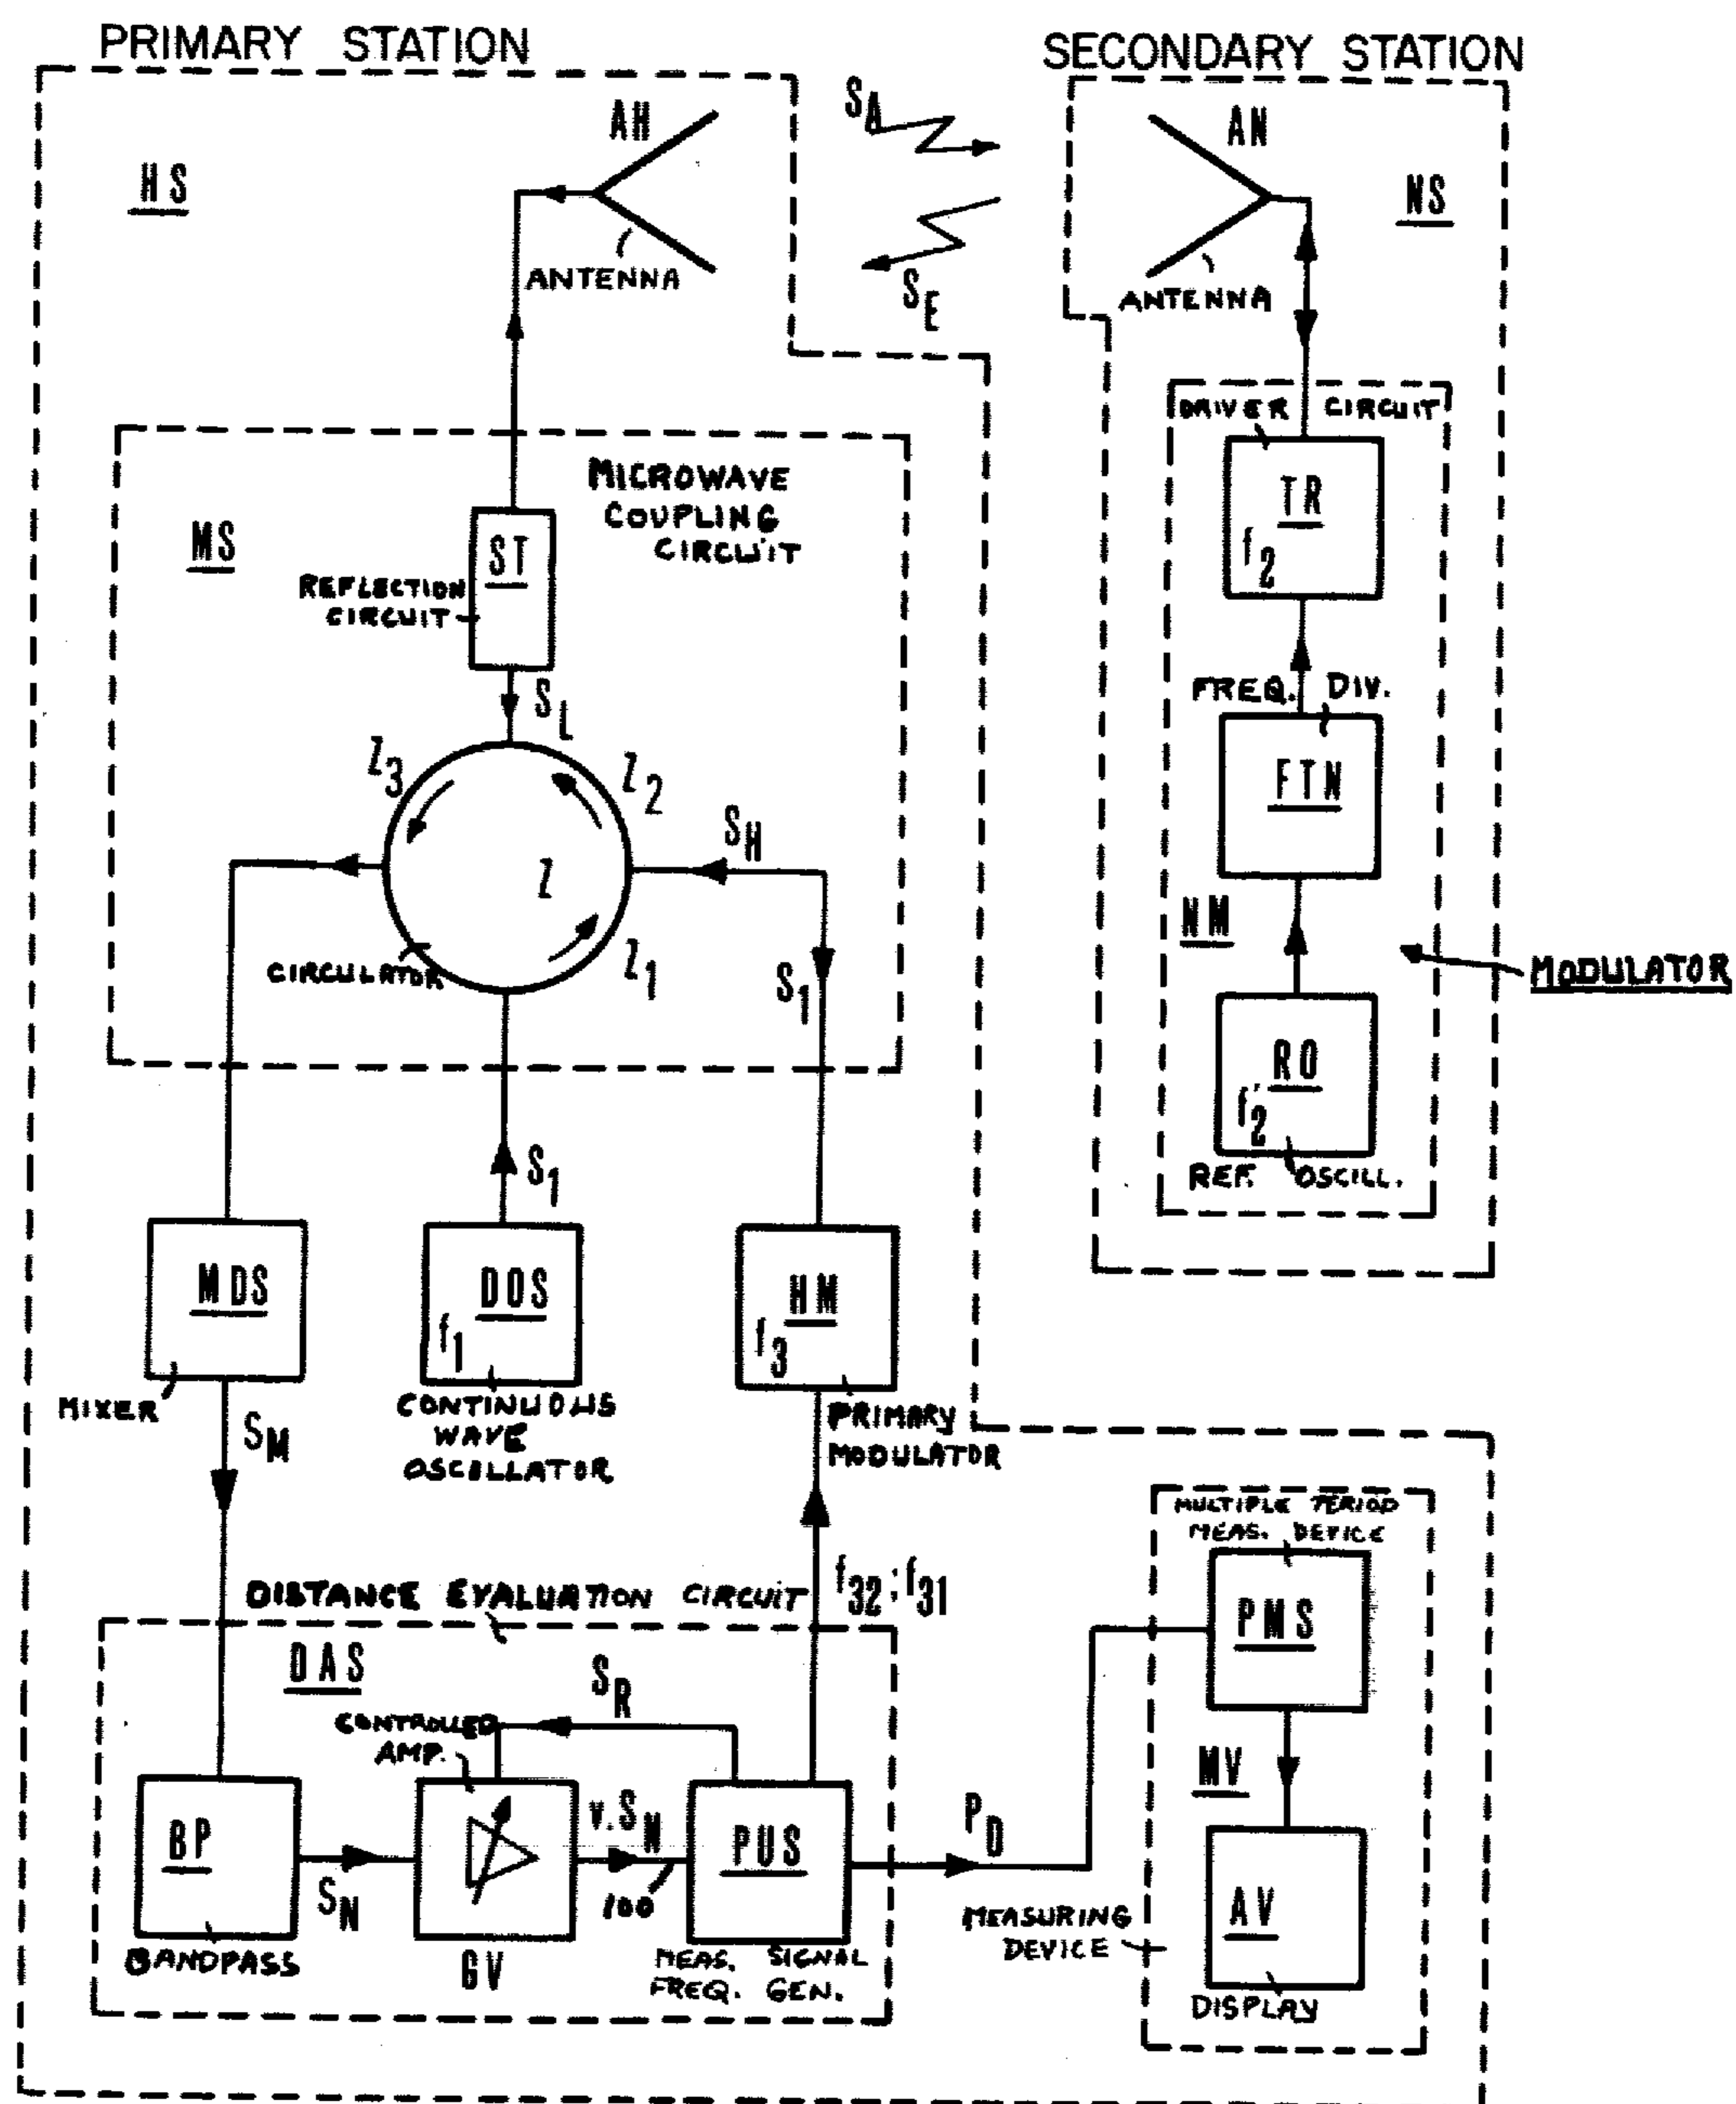 PRIMARY STATION
SECONDARY STATION
HS
AH
ANTENNA
SA
SE
AN
ANTENNA
NS
DRIVER CIRCUIT
TR
f2
MICROWAVE
COUPLING
CIRCUIT
MS
ST
REFLECTION
CIRCUIT
SL
Z3
Z2
Z
Z1
SH
S1
CIRCULATOR
FREQ. DIV.
FTN
NM
MODULATOR
RO
f2'
REF. OSCILL.
S1
MDS
MIXER
DOS
f1
CONTINUOUS
WAVE
OSCILLATOR
HM
f3
PRIMARY
MODULATOR
SM
f32; f31
DISTANCE EVALUATION CIRCUIT
DAS
SR
CONTROLLED
AMP.
BP
BANDPASS
SN
GV
v.SN
100
PUS
MEAS. SIGNAL
FREQ. GEN.
PD
MULTIPLE PERIOD
MEAS. DEVICE
PMS
MV
MEASURING
DEVICE
AV
DISPLAY